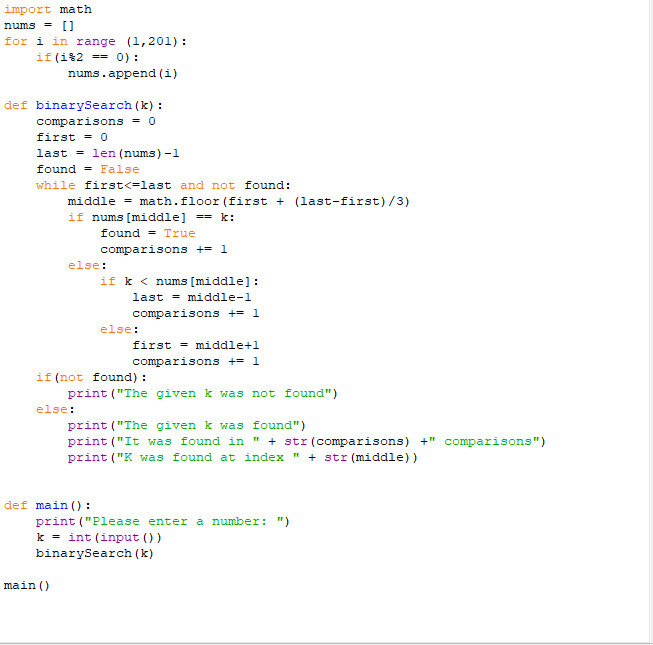 import math
nums = []
for i in range (1,201):
    if(i%2 == 0):
        nums.append(i)

def binarySearch(k):
    comparisons = 0
    first = 0
    last = len(nums)-1
    found = False
    while first<=last and not found:
        middle = math.floor(first + (last-first)/3)
        if nums[middle] == k:
            found = True
            comparisons += 1
        else:
            if k < nums[middle]:
                last = middle-1
                comparisons += 1
            else:
                first = middle+1
                comparisons += 1
    if(not found):
        print("The given k was not found")
    else:
        print("The given k was found")
        print("It was found in " + str(comparisons) +" comparisons")
        print("K was found at index " + str(middle))


def main():
    print("Please enter a number: ")
    k = int(input())
    binarySearch(k)

main()